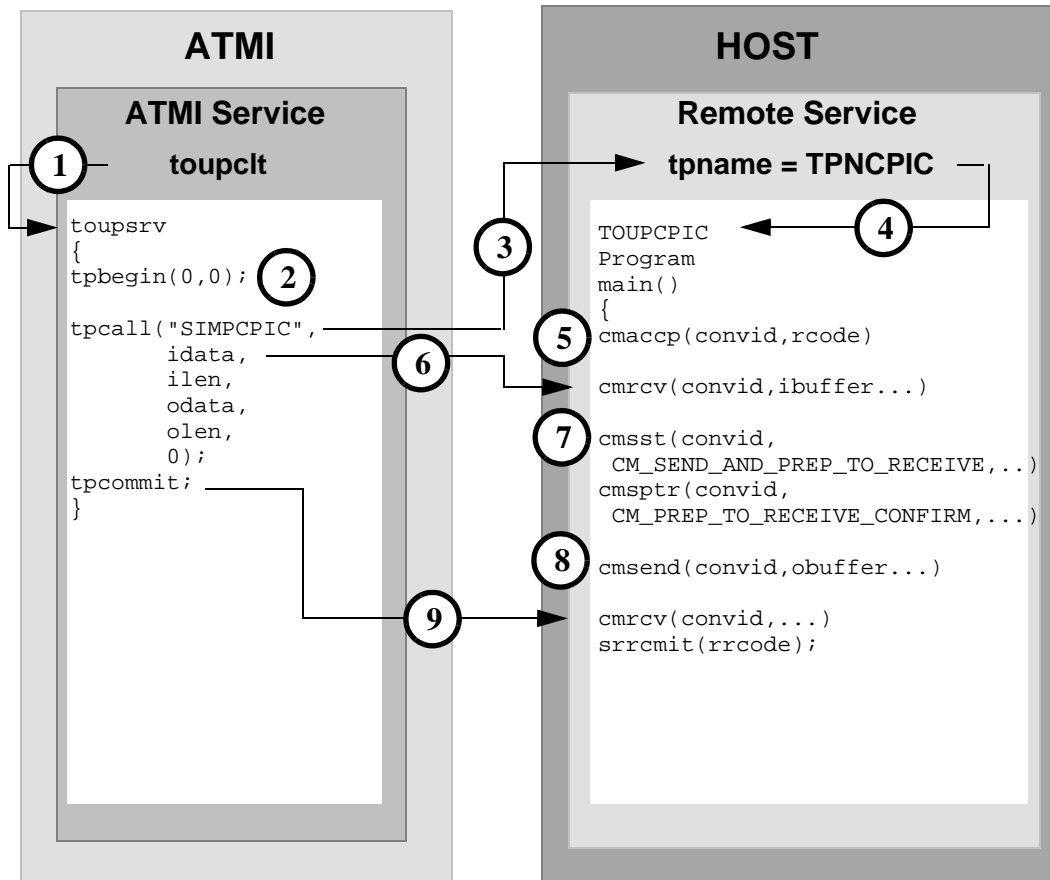 ATMI
ATMI Service
1
toupclt
toupsrv
{
tpbegin(0,0);
2
tpcall("SIMPCPIC",
idata,
ilen,
odata,
olen,
0);
tpcommit;
}
3
6
9
HOST
Remote Service
tpname = TPNCPIC
4
TOUPCPIC
Program
main()
{
5
cmaccp(convid,rcode)
cmrcv(convid,ibuffer...)
7
cmsst(convid,
CM_SEND_AND_PREP_TO_RECEIVE,..)
cmsptr(convid,
CM_PREP_TO_RECEIVE_CONFIRM,...)
8
cmsend(convid,obuffer...)
cmrcv(convid,...)
srrcmit(rrcode);